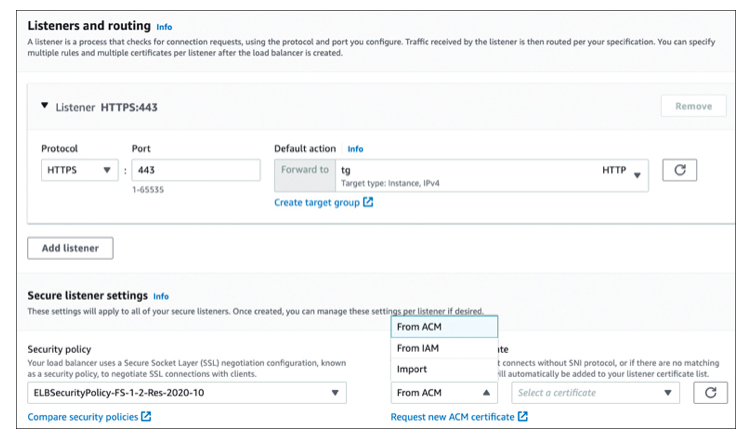 Listeners and routing Info
A listener is a process that checks for connection requests, using the protocol and port you configure. Traffic received by the listener is then routed per your specification. You can specify
multiple rules and multiple certificates per listener after the load balancer is created.
Listener HTTPS:443
Remove
Protocol Port Default action Info
HTTPS : 443 Forward to tg HTTP
Target type: Instance, IPv4
1-65535
Create target group
Add listener
Secure listener settings Info
These settings will apply to all of your secure listeners. Once created, you can manage these settings per listener if desired.
From ACM
From IAM
Import
Security policy
Your load balancer uses a Secure Socket Layer (SSL) negotiation configuration, known
as a security policy, to negotiate SSL connections with clients.
connects without SNI protocol, or if there are no matching
automatically be added to your listener certificate list.
ELBSecurityPolicy-FS-1-2-Res-2020-10 From ACM Select a certificate
Compare security policies Request new ACM certificate